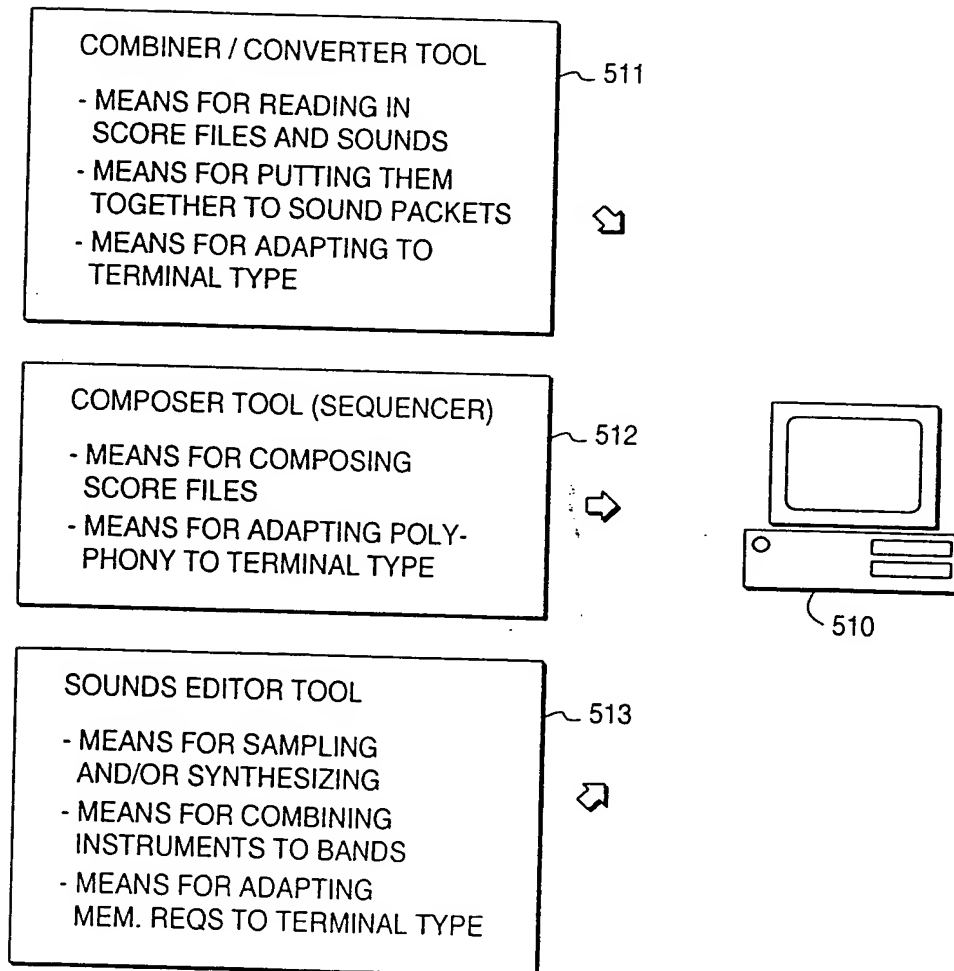 COMBINER / CONVERTER TOOL
- MEANS FOR READING IN
SCORE FILES AND SOUNDS
- MEANS FOR PUTTING THEM
TOGETHER TO SOUND PACKETS
- MEANS FOR ADAPTING TO
TERMINAL TYPE
511
COMPOSER TOOL (SEQUENCER)
- MEANS FOR COMPOSING
SCORE FILES
- MEANS FOR ADAPTING POLY-
PHONY TO TERMINAL TYPE
512
510
SOUNDS EDITOR TOOL
- MEANS FOR SAMPLING
AND/OR SYNTHESIZING
- MEANS FOR COMBINING
INSTRUMENTS TO BANDS
- MEANS FOR ADAPTING
MEM. REQS TO TERMINAL TYPE
513